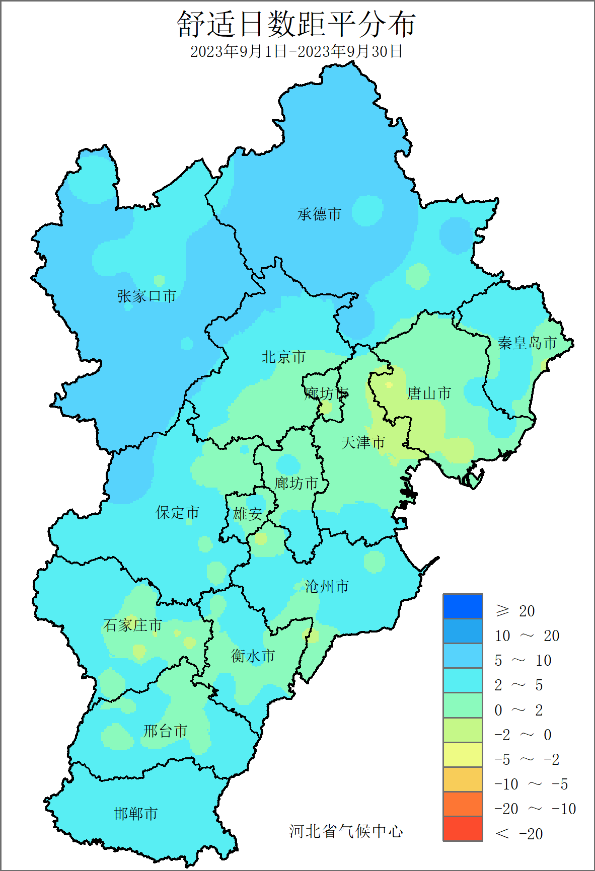 舒适日数距平分布
2023年9月1日-2023年9月30日
承德市
张家口市
秦皇岛市
北京市
廊坊市
唐山市
天津市
廊坊市
保定市
雄安
沧州市
石家庄市
衡水市
邢台市
邯郸市
≥ 20
10 ~ 20
5 ~ 10
2 ~ 5
0 ~ 2
-2 ~ 0
-5 ~ -2
-10 ~ -5
-20 ~ -10
< -20
河北省气候中心